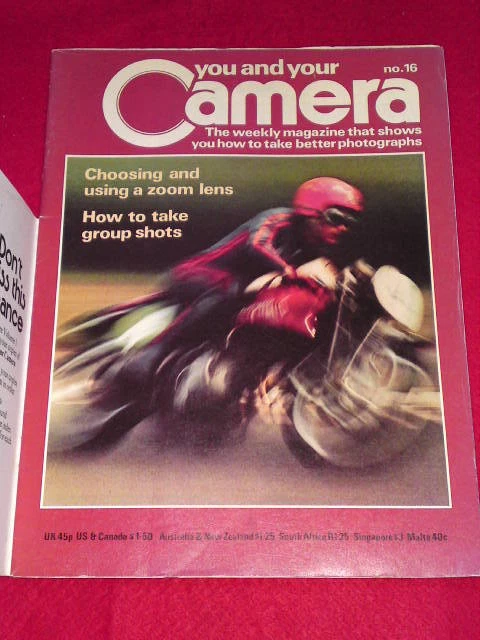 you and your
no.16
Camera
The weekly magazine that shows
you how to take better photographs
Choosing and
using a zoom lens
How to take
group shots
Don't
ss this
ance
UK 45p US & Canada $1·50 Australia & New Zealand $1·25 South Africa R1.25 Singapore $3 Malta 40c